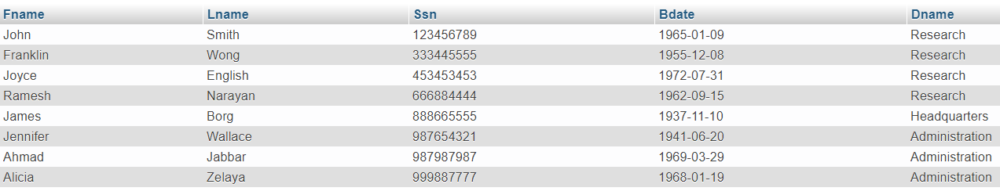 Fname Lname Ssn Bdate Dname
John Smith 123456789 1965-01-09 Research
Franklin Wong 333445555 1955-12-08 Research
Joyce English 453453453 1972-07-31 Research
Ramesh Narayan 666884444 1962-09-15 Research
James Borg 888665555 1937-11-10 Headquarters
Jennifer Wallace 987654321 1941-06-20 Administration
Ahmad Jabbar 987987987 1969-03-29 Administration
Alicia Zelaya 999887777 1968-01-19 Administration